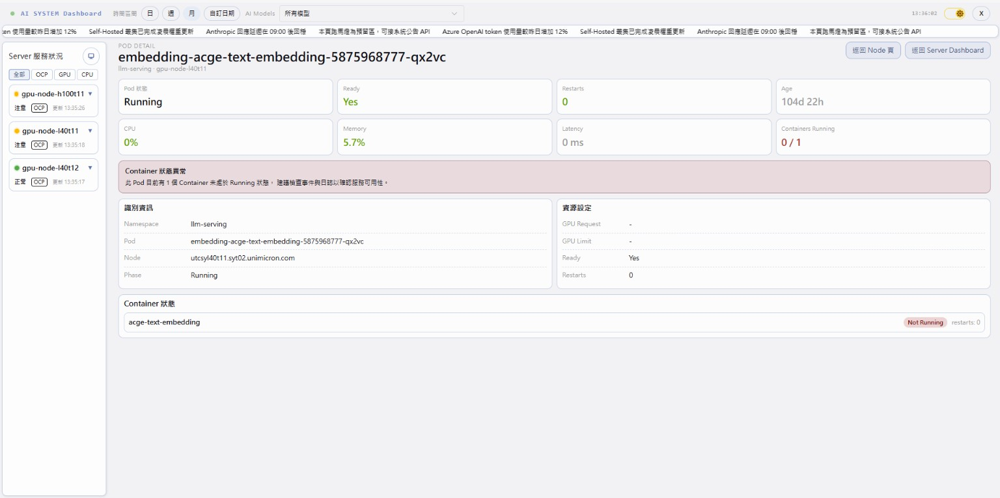 AI SYSTEM Dashboard 時間區間 日 週 月 自訂日期 AI Models 所有模型 13:36:02 X
token 使用量較昨日增加 12% Self-Hosted 叢集已完成凌晨權重更新 Anthropic 回應延遲在 09:00 後回穩 本頁跑馬燈為預留區，可接系統公告 API Azure OpenAI token 使用量較昨日增加 12% Self-Hosted 叢集已完成凌晨權重更新 Anthropic 回應延遲在 09:00 後回穩 本頁跑馬燈為預留區，可接系統公告 API
Server 服務狀況
全部 OCP GPU CPU
gpu-node-h100t11
注意 OCP 更新 13:35:26
gpu-node-l40t11
注意 OCP 更新 13:35:18
gpu-node-l40t12
正常 OCP 更新 13:35:17
POD DETAIL
embedding-acge-text-embedding-5875968777-qx2vc
llm-serving · gpu-node-l40t11
返回 Node 頁 返回 Server Dashboard
Pod 狀態
Running
Ready
Yes
Restarts
0
Age
104d 22h
CPU
0%
Memory
5.7%
Latency
0 ms
Containers Running
0 / 1
Container 狀態異常
此 Pod 目前有 1 個 Container 未處於 Running 狀態， 建議檢查事件與日誌以確認服務可用性。
識別資訊
Namespace llm-serving
Pod embedding-acge-text-embedding-5875968777-qx2vc
Node utcsyl40t11.syt02.unimicron.com
Phase Running
資源設定
GPU Request -
GPU Limit -
Ready Yes
Restarts 0
Container 狀態
acge-text-embedding Not Running restarts: 0